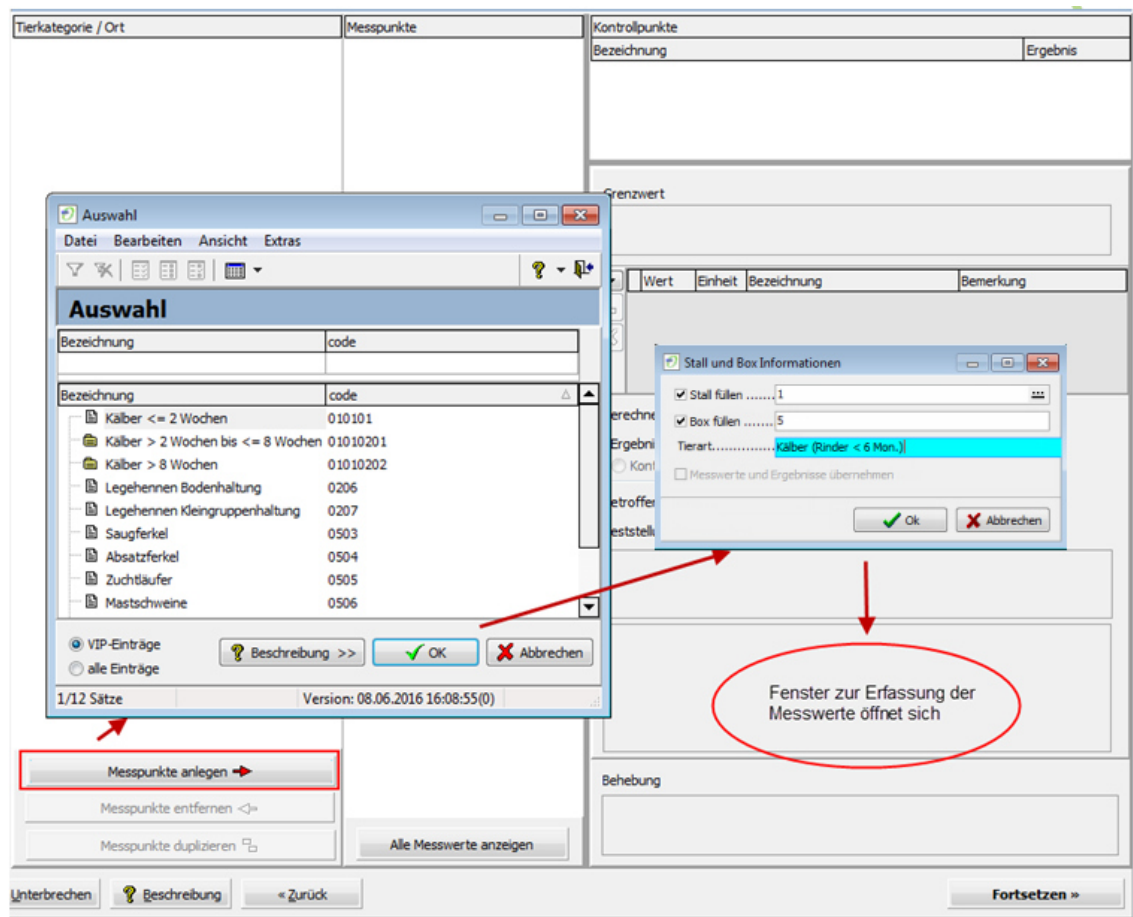 Tierkategorie / Ort
Messpunkte
Kontrollpunkte
Bezeichnung Ergebnis
Grenzwert
Wert Einheit Bezeichnung Bemerkung
Auswahl
Datei Bearbeiten Ansicht Extras
Auswahl
Bezeichnung code
Bezeichnung code
Kälber <= 2 Wochen 010101
Kälber > 2 Wochen bis <= 8 Wochen 01010201
Kälber > 8 Wochen 01010202
Legehennen Bodenhaltung 0206
Legehennen Kleingruppenhaltung 0207
Saugferkel 0503
Absatzferkel 0504
Zuchtläufer 0505
Mastschweine 0506
VIP-Einträge
alle Einträge
Beschreibung >>
OK
Abbrechen
1/12 Sätze Version: 08.06.2016 16:08:55(0)
Stall und Box Informationen
Stall füllen .......1
Box füllen ........5
Tierart...............Kälber (Rinder < 6 Mon.)
Messwerte und Ergebnisse übernehmen
Ok
Abbrechen
Fenster zur Erfassung der
Messwerte öffnet sich
Messpunkte anlegen
Messpunkte entfernen
Messpunkte duplizieren
Alle Messwerte anzeigen
Behebung
Unterbrechen
Beschreibung
« Zurück
Fortsetzen »